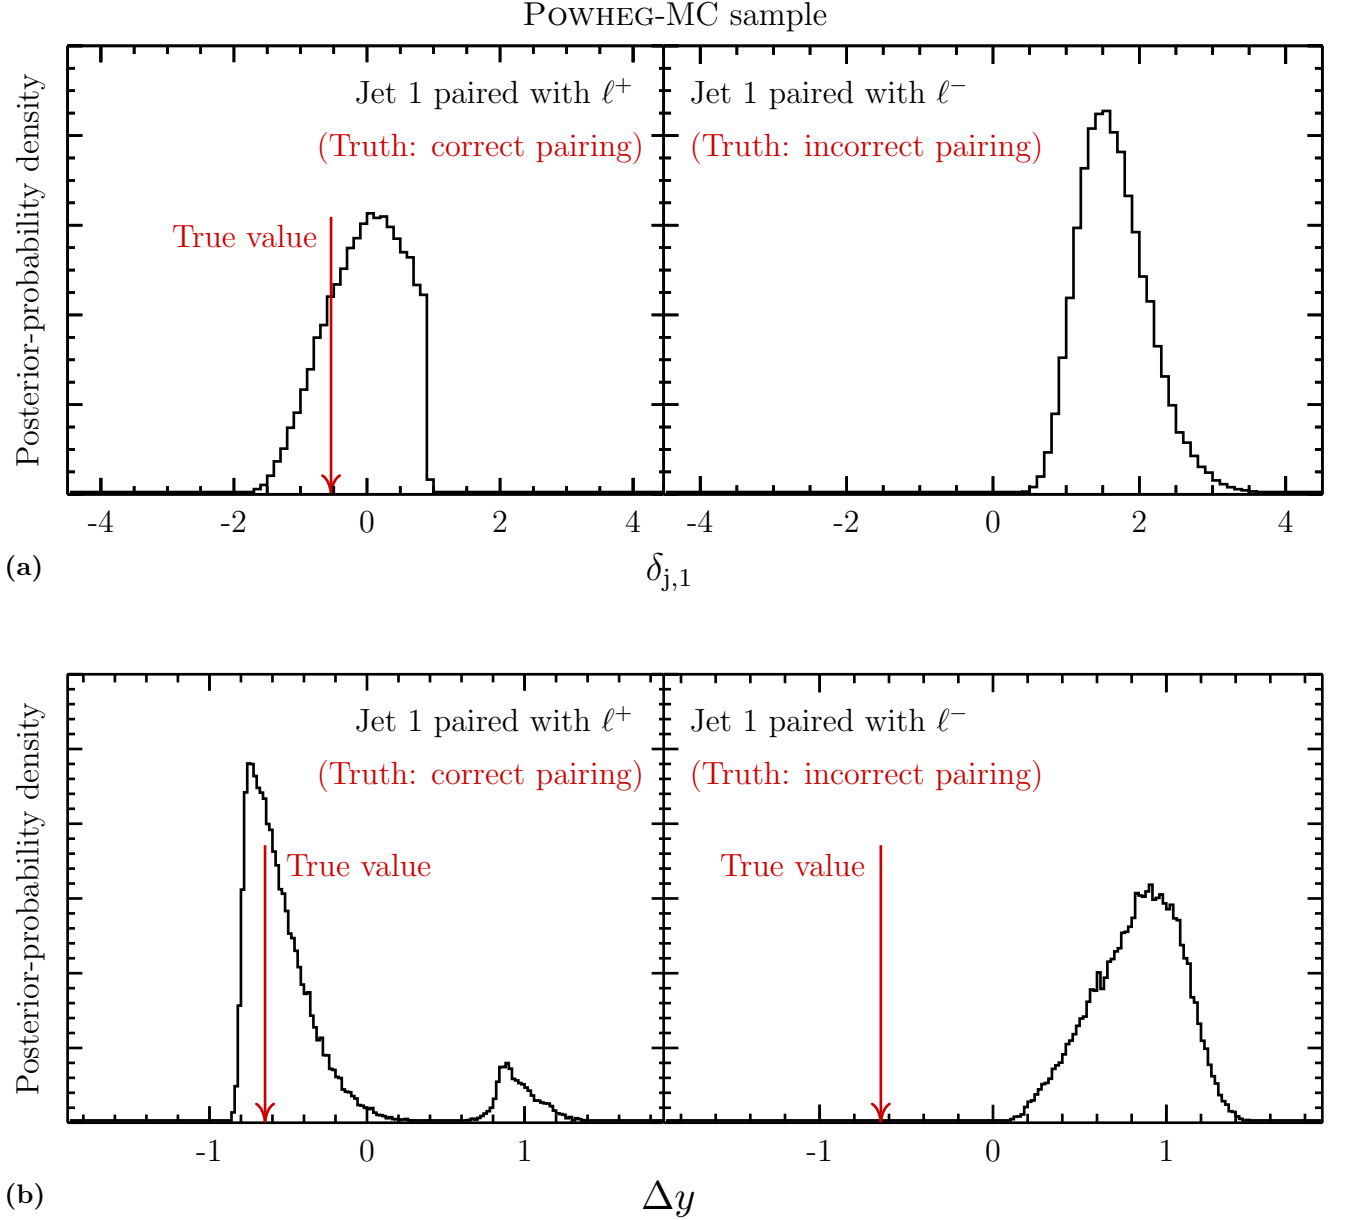 POWHEG-MC sample
Posterior-probability density
Jet 1 paired with ℓ⁺
(Truth: correct pairing)
True value
Jet 1 paired with ℓ⁻
(Truth: incorrect pairing)
-4 -2 0 2 4 -4 -2 0 2 4
(a)
δj,1
Posterior-probability density
Jet 1 paired with ℓ⁺
(Truth: correct pairing)
True value
Jet 1 paired with ℓ⁻
(Truth: incorrect pairing)
True value
-1 0 1 -1 0 1
(b)
Δy